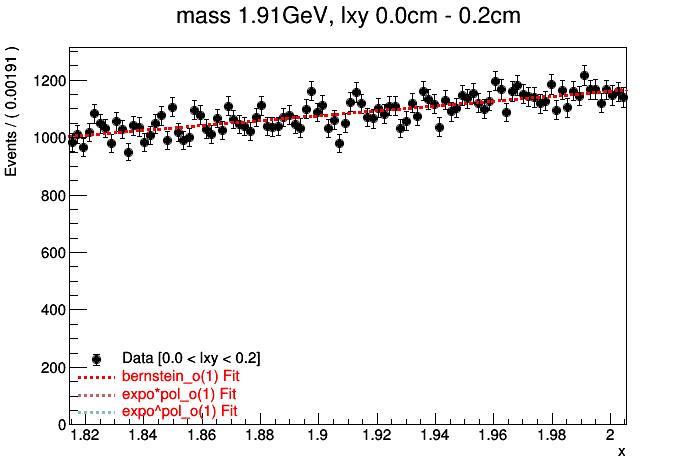 mass 1.91GeV, lxy 0.0cm - 0.2cm
Events / ( 0.00191 )
1200
1000
800
600
400
200
0
Data [0.0 < lxy < 0.2]
bernstein_o(1) Fit
expo*pol_o(1) Fit
expo^pol_o(1) Fit
1.82 1.84 1.86 1.88 1.9 1.92 1.94 1.96 1.98 2
x